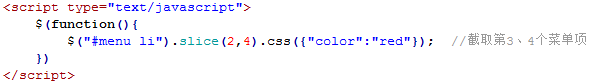 <script type="text/javascript">
$(function(){
$("#menu li").slice(2,4).css({"color":"red"}); //截取第3、4个菜单项
})
</script>